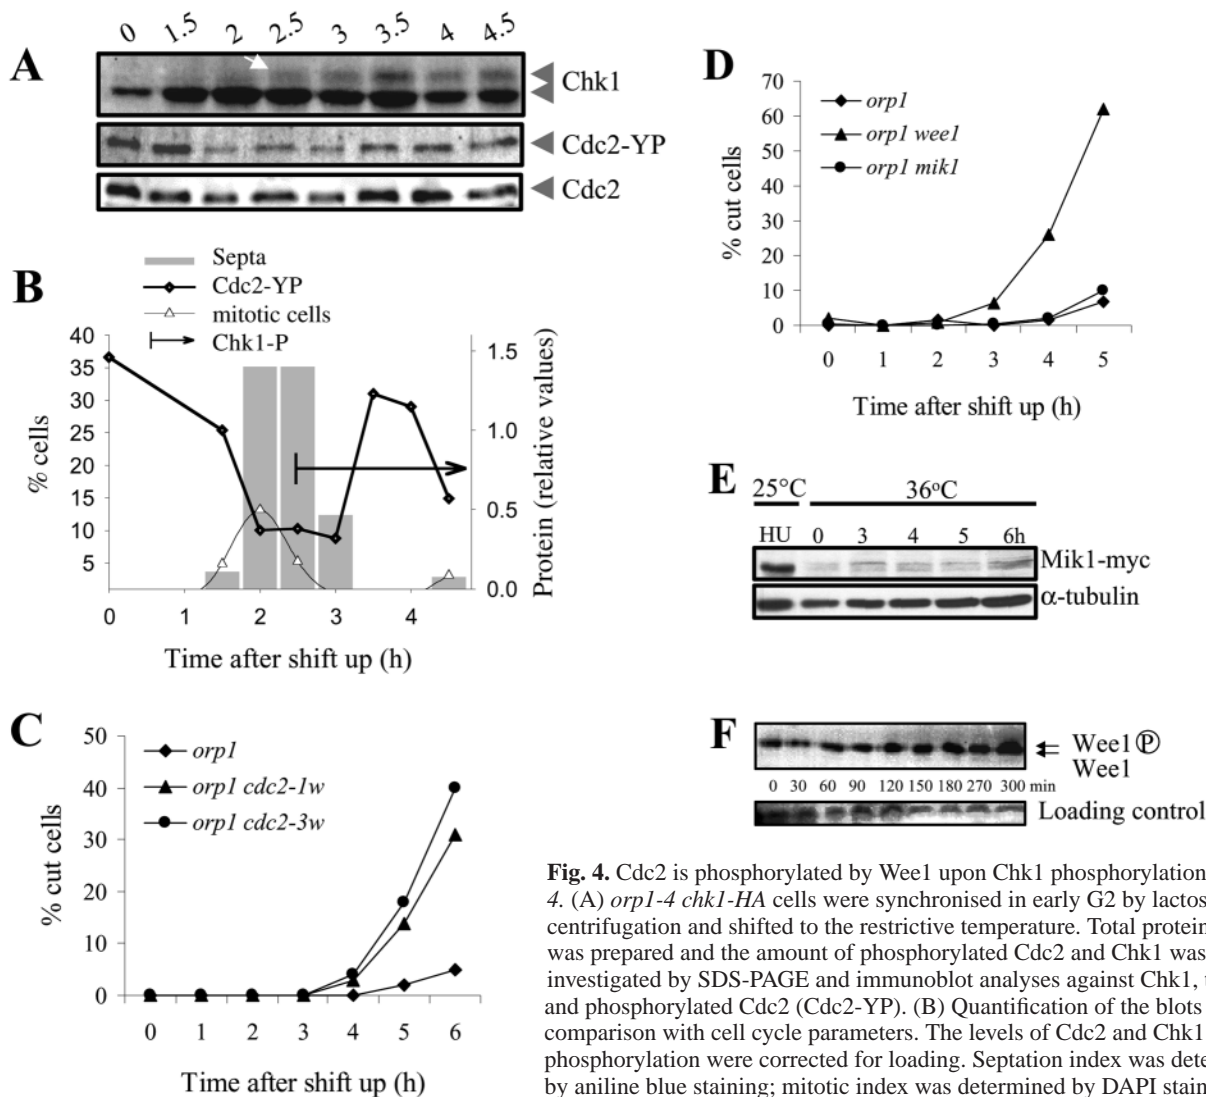 A
0 1.5 2 2.5 3 3.5 4 4.5
Chk1
Cdc2-YP
Cdc2
B
Septa
Cdc2-YP
mitotic cells
Chk1-P
% cells
40
35
30
25
20
15
10
5
1.5
1.0
0.5
0.0
Protein (relative values)
0 1 2 3 4
Time after shift up (h)
C
% cut cells
50
40
30
20
10
0
orp1
orp1 cdc2-1w
orp1 cdc2-3w
0 1 2 3 4 5 6
Time after shift up (h)
D
% cut cells
70
60
50
40
30
20
10
0
orp1
orp1 wee1
orp1 mik1
0 1 2 3 4 5
Time after shift up (h)
E
25°C 36°C
HU 0 3 4 5 6h
Mik1-myc
α-tubulin
F
Wee1 Ⓟ
Wee1
0 30 60 90 120 150 180 270 300 min
Loading control
Fig. 4. Cdc2 is phosphorylated by Wee1 upon Chk1 phosphorylation
4. (A) orp1-4 chk1-HA cells were synchronised in early G2 by lactos
centrifugation and shifted to the restrictive temperature. Total protein
was prepared and the amount of phosphorylated Cdc2 and Chk1 was
investigated by SDS-PAGE and immunoblot analyses against Chk1,
and phosphorylated Cdc2 (Cdc2-YP). (B) Quantification of the blots
comparison with cell cycle parameters. The levels of Cdc2 and Chk1
phosphorylation were corrected for loading. Septation index was dete
by aniline blue staining; mitotic index was determined by DAPI stain